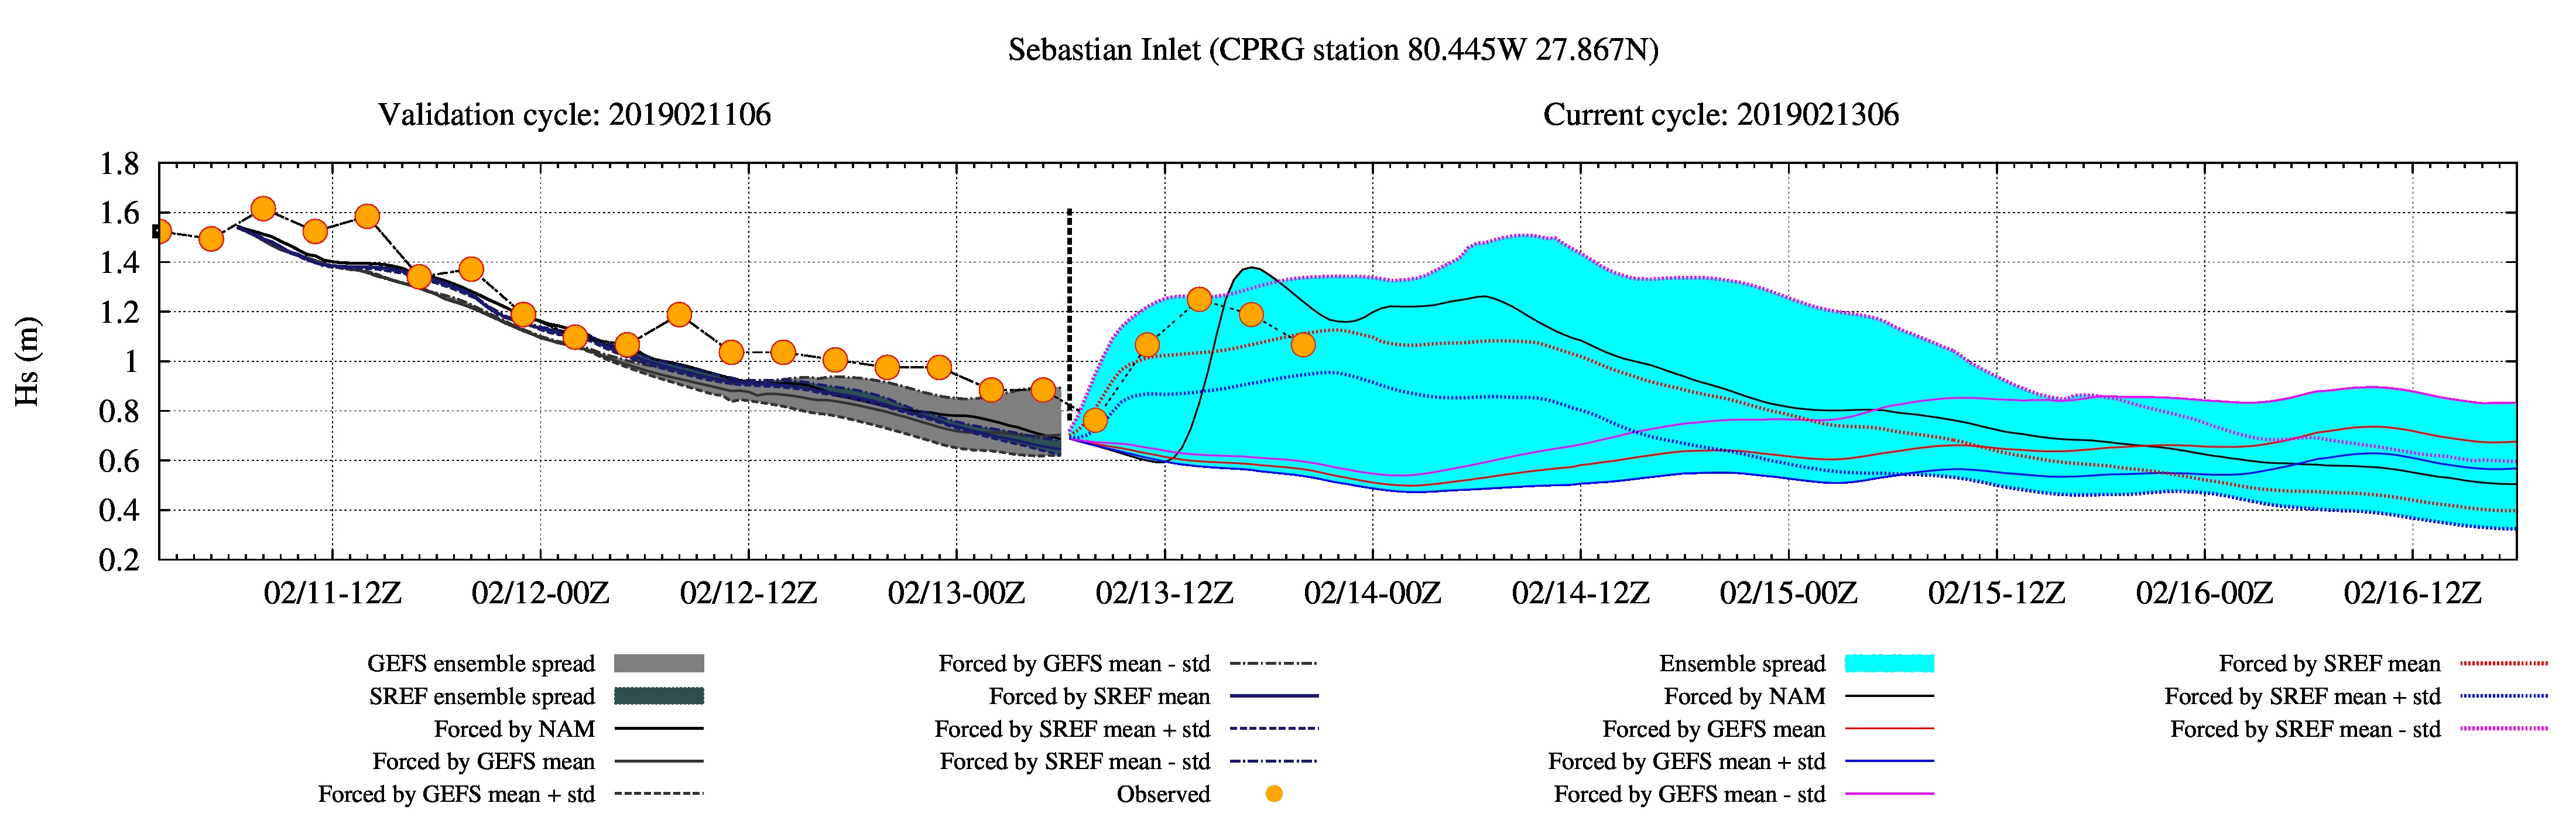 Sebastian Inlet (CPRG station 80.445W 27.867N)
Validation cycle: 2019021106
Current cycle: 2019021306
Hs (m)
1.8
1.6
1.4
1.2
1
0.8
0.6
0.4
0.2
02/11-12Z
02/12-00Z
02/12-12Z
02/13-00Z
02/13-12Z
02/14-00Z
02/14-12Z
02/15-00Z
02/15-12Z
02/16-00Z
02/16-12Z
GEFS ensemble spread
SREF ensemble spread
Forced by NAM
Forced by GEFS mean
Forced by GEFS mean + std
Forced by GEFS mean - std
Forced by SREF mean
Forced by SREF mean + std
Forced by SREF mean - std
Observed
Ensemble spread
Forced by NAM
Forced by GEFS mean
Forced by GEFS mean + std
Forced by GEFS mean - std
Forced by SREF mean
Forced by SREF mean + std
Forced by SREF mean - std